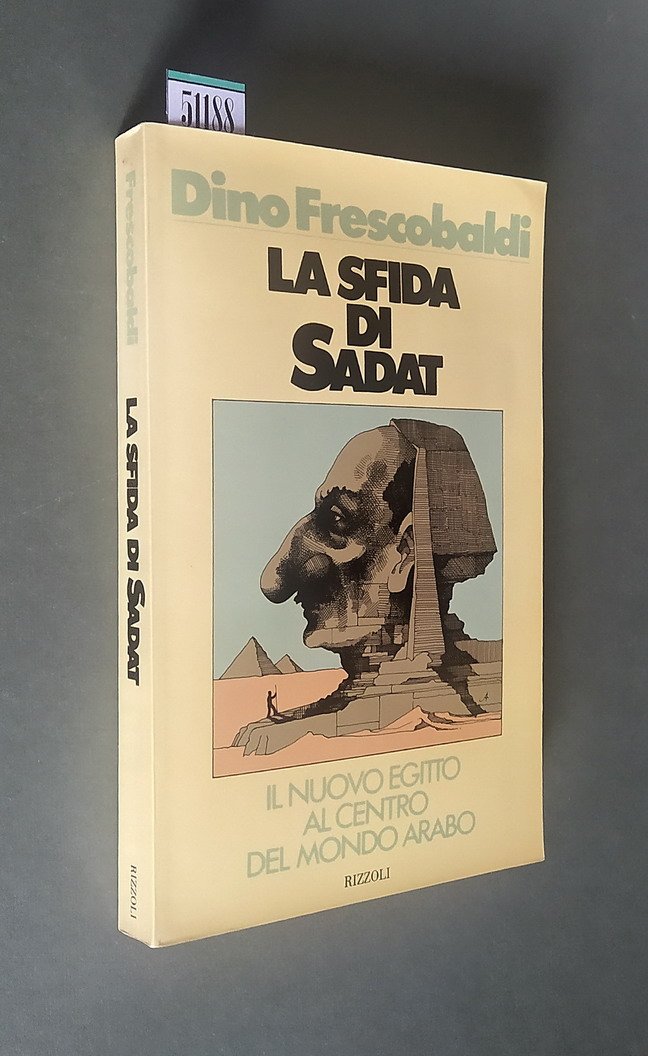 51188
Dino Frescobaldi
LA SFIDA
DI
SADAT
IL NUOVO EGITTO
AL CENTRO
DEL MONDO ARABO
RIZZOLI
Frescobaldi
LA SFIDA DI SADAT
RIZZOLI